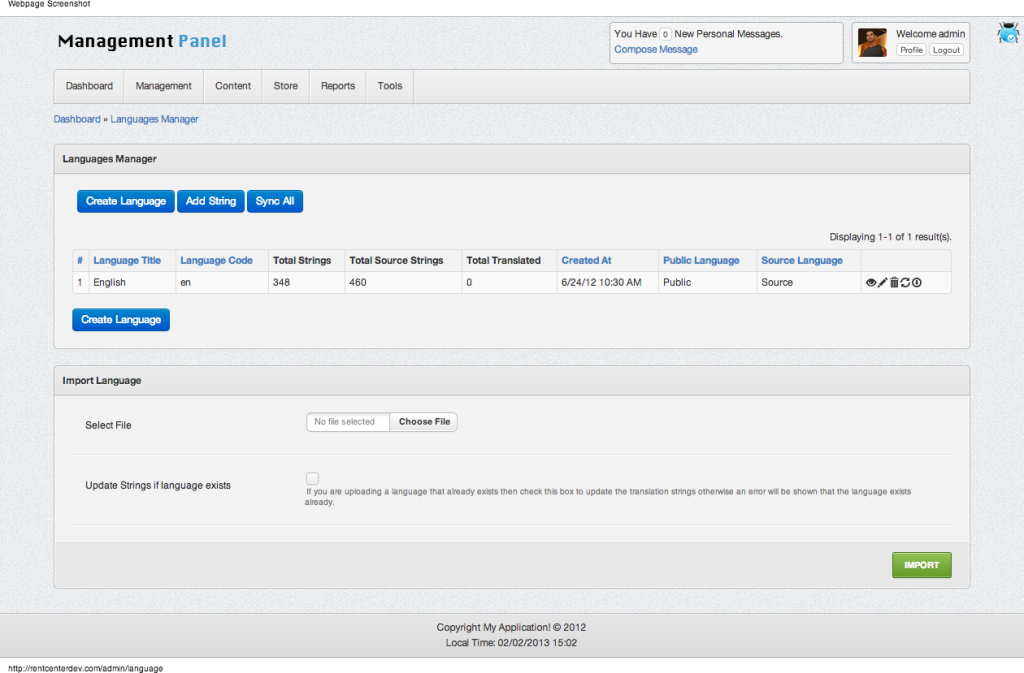 Webpage Screenshot
Management Panel
You Have 0 New Personal Messages.
Compose Message
Welcome admin
Profile Logout
Dashboard Management Content Store Reports Tools
Dashboard » Languages Manager
Languages Manager
Create Language Add String Sync All
Displaying 1-1 of 1 result(s).
# Language Title Language Code Total Strings Total Source Strings Total Translated Created At Public Language Source Language
1 English en 348 460 0 6/24/12 10:30 AM Public Source
Create Language
Import Language
Select File No file selected Choose File
Update Strings if language exists
If you are uploading a language that already exists then check this box to update the translation strings otherwise an error will be shown that the language exists
already.
IMPORT
Copyright My Application! © 2012
Local Time: 02/02/2013 15:02
http://rentcenterdev.com/admin/language